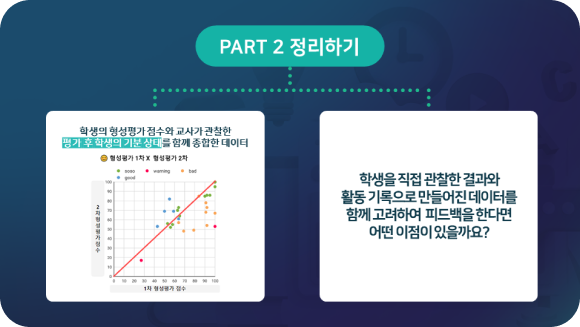 PART 2 정리하기
학생의 형성평가 점수와 교사가 관찰한
평가 후 학생의 기분 상태를 함께 종합한 데이터
형성평가 1차 X 형성평가 2차
soso warning bad
good
2차 형성평가 점수
100
90
80
70
60
50
40
30
20
10
0
0 10 20 30 40 50 60 70 80 90 100
1차 형성평가 점수
학생을 직접 관찰한 결과와
활동 기록으로 만들어진 데이터를
함께 고려하여 피드백을 한다면
어떤 이점이 있을까요?